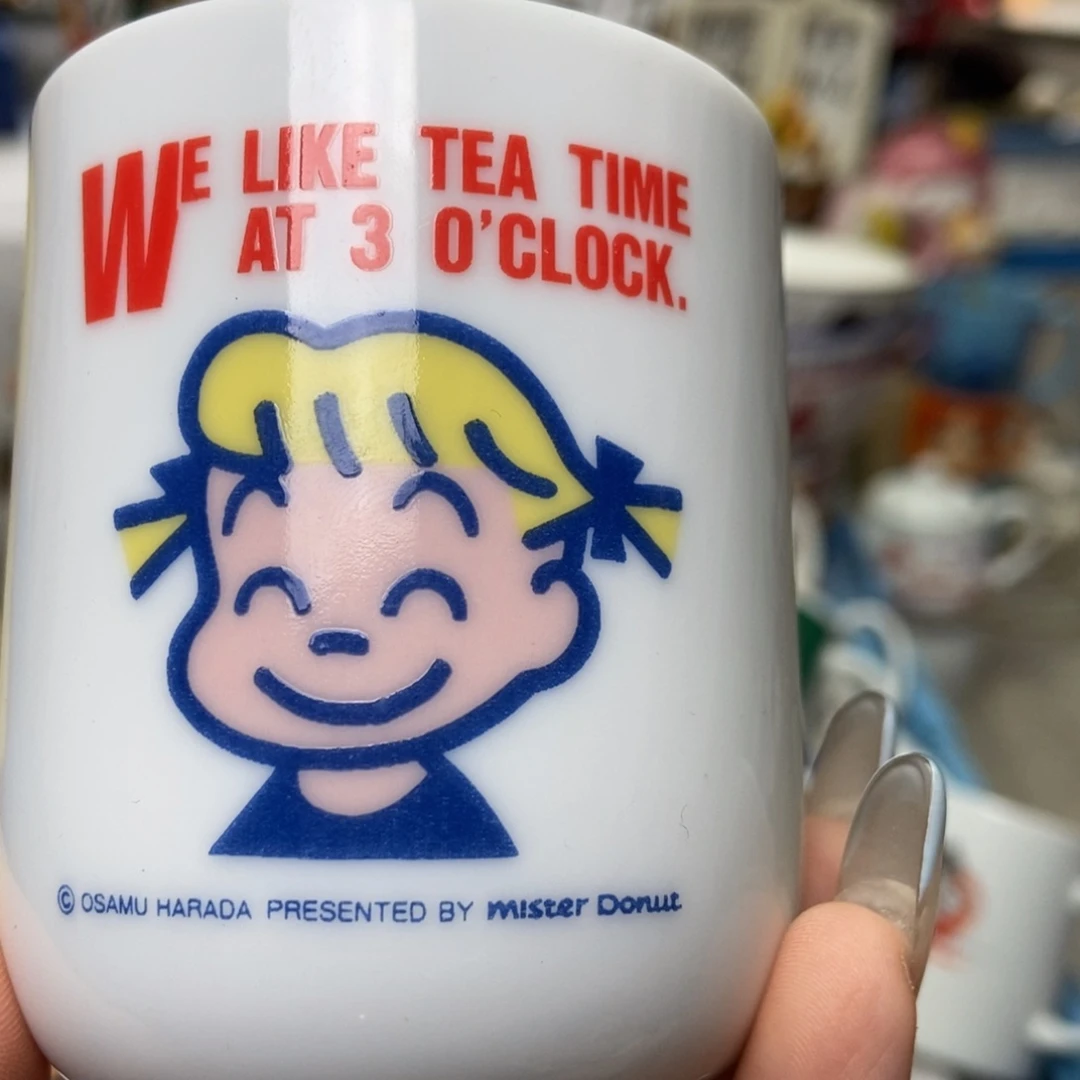 WE LIKE TEA TIME
AT 3 O'CLOCK.
© OSAMU HARADA PRESENTED BY mister Donut